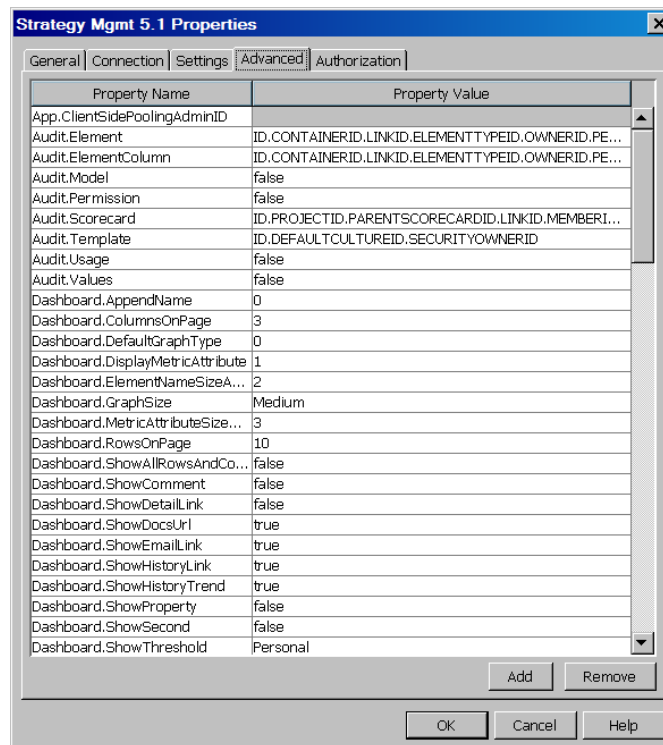 Strategy Mgmt 5.1 Properties
General Connection Settings Advanced Authorization
Property Name Property Value
App.ClientSidePoolingAdminID
Audit.Element ID.CONTAINERID.LINKID.ELEMENTTYPEID.OWNERID.PE...
Audit.ElementColumn ID.CONTAINERID.LINKID.ELEMENTTYPEID.OWNERID.PE...
Audit.Model false
Audit.Permission false
Audit.Scorecard ID.PROJECTID.PARENTSCORECARDID.LINKID.MEMBERI...
Audit.Template ID.DEFAULTCULTUREID.SECURITYOWNERID
Audit.Usage false
Audit.Values false
Dashboard.AppendName 0
Dashboard.ColumnsOnPage 3
Dashboard.DefaultGraphType 0
Dashboard.DisplayMetricAttribute 1
Dashboard.ElementNameSizeA... 2
Dashboard.GraphSize Medium
Dashboard.MetricAttributeSize... 3
Dashboard.RowsOnPage 10
Dashboard.ShowAllRowsAndCo... false
Dashboard.ShowComment false
Dashboard.ShowDetailLink false
Dashboard.ShowDocsUrl true
Dashboard.ShowEmailLink true
Dashboard.ShowHistoryLink true
Dashboard.ShowHistoryTrend true
Dashboard.ShowProperty false
Dashboard.ShowSecond false
Dashboard.ShowThreshold Personal
Add Remove
OK Cancel Help